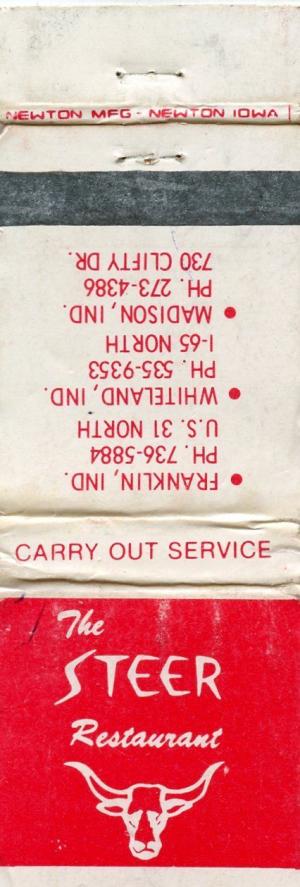 NEWTON MFG - NEWTON IOWA
• FRANKLIN, IND.
PH. 736-5884
U.S. 31 NORTH
• WHITELAND, IND.
PH. 535-9353
I-65 NORTH
• MADISON, IND.
PH. 273-4386
730 CLIFTY DR.
CARRY OUT SERVICE
The
STEER
Restaurant